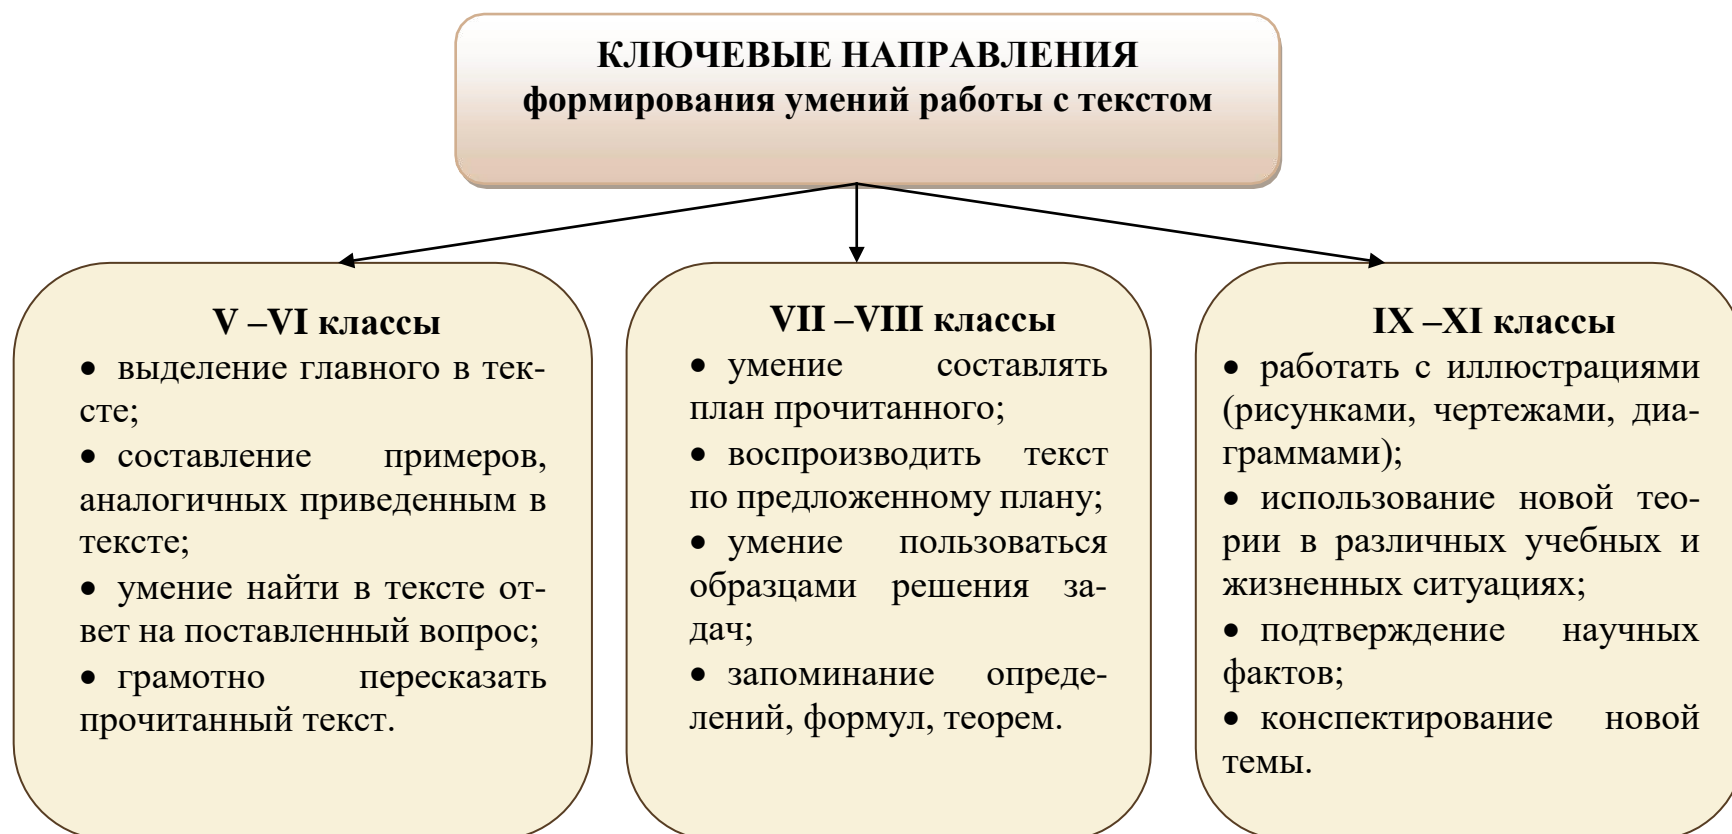 КЛЮЧЕВЫЕ НАПРАВЛЕНИЯ
формирования умений работы с текстом
V –VI классы
• выделение главного в тек-
сте;
• составление примеров,
аналогичных приведенным в
тексте;
• умение найти в тексте от-
вет на поставленный вопрос;
• грамотно пересказать
прочитанный текст.
VII –VIII классы
• умение составлять
план прочитанного;
• воспроизводить текст
по предложенному плану;
• умение пользоваться
образцами решения за-
дач;
• запоминание опреде-
лений, формул, теорем.
IX –XI классы
• работать с иллюстрациями
(рисунками, чертежами, диа-
граммами);
• использование новой тео-
рии в различных учебных и
жизненных ситуациях;
• подтверждение научных
фактов;
• конспектирование новой
темы.